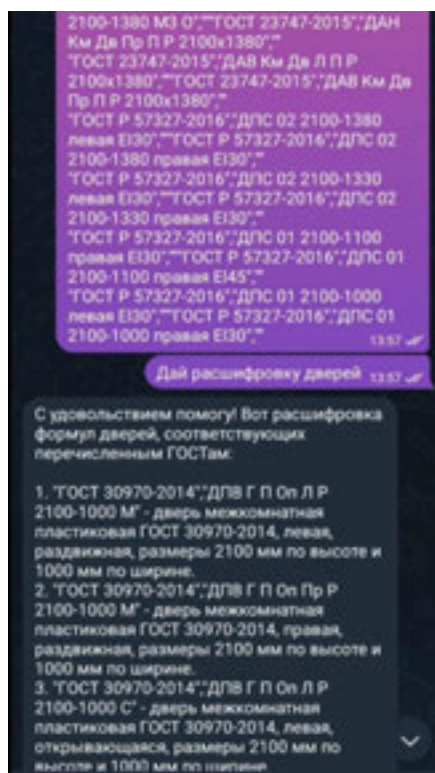 2100-1380 М3 О","""ГОСТ 23747-2015","ДАН
Км Дв Пр П Р 2100х1380",""
"ГОСТ 23747-2015","ДАВ Км Дв Л П Р
2100х1380","""ГОСТ 23747-2015","ДАВ Км Дв
Пр П Р 2100х1380",""
"ГОСТ Р 57327-2016","ДПС 02 2100-1380
левая EI30","""ГОСТ Р 57327-2016","ДПС 02
2100-1380 правая EI30",""
"ГОСТ Р 57327-2016","ДПС 02 2100-1330
левая EI30","""ГОСТ Р 57327-2016","ДПС 02
2100-1330 правая EI30",""
"ГОСТ Р 57327-2016","ДПС 01 2100-1100
правая EI30","""ГОСТ Р 57327-2016","ДПС 01
2100-1100 правая EI45",""
"ГОСТ Р 57327-2016","ДПС 01 2100-1000
левая EI30","""ГОСТ Р 57327-2016","ДПС 01
2100-1000 правая EI30",""
13:57
Дай расшифровку дверей 13:57
С удовольствием помогу! Вот расшифровка
формул дверей, соответствующих
перечисленным ГОСТам:
1. "ГОСТ 30970-2014","ДПВ Г П Оп Л Р
2100-1000 М" - дверь межкомнатная
пластиковая ГОСТ 30970-2014, левая,
раздвижная, размеры 2100 мм по высоте и
1000 мм по ширине.
2. "ГОСТ 30970-2014","ДПВ Г П Оп Пр Р
2100-1000 М" - дверь межкомнатная
пластиковая ГОСТ 30970-2014, правая,
раздвижная, размеры 2100 мм по высоте и
1000 мм по ширине.
3. "ГОСТ 30970-2014","ДПВ Г П Оп Л Р
2100-1000 С" - дверь межкомнатная
пластиковая ГОСТ 30970-2014, левая,
открывающаяся, размеры 2100 мм по
высоте и 1000 мм по ширине.